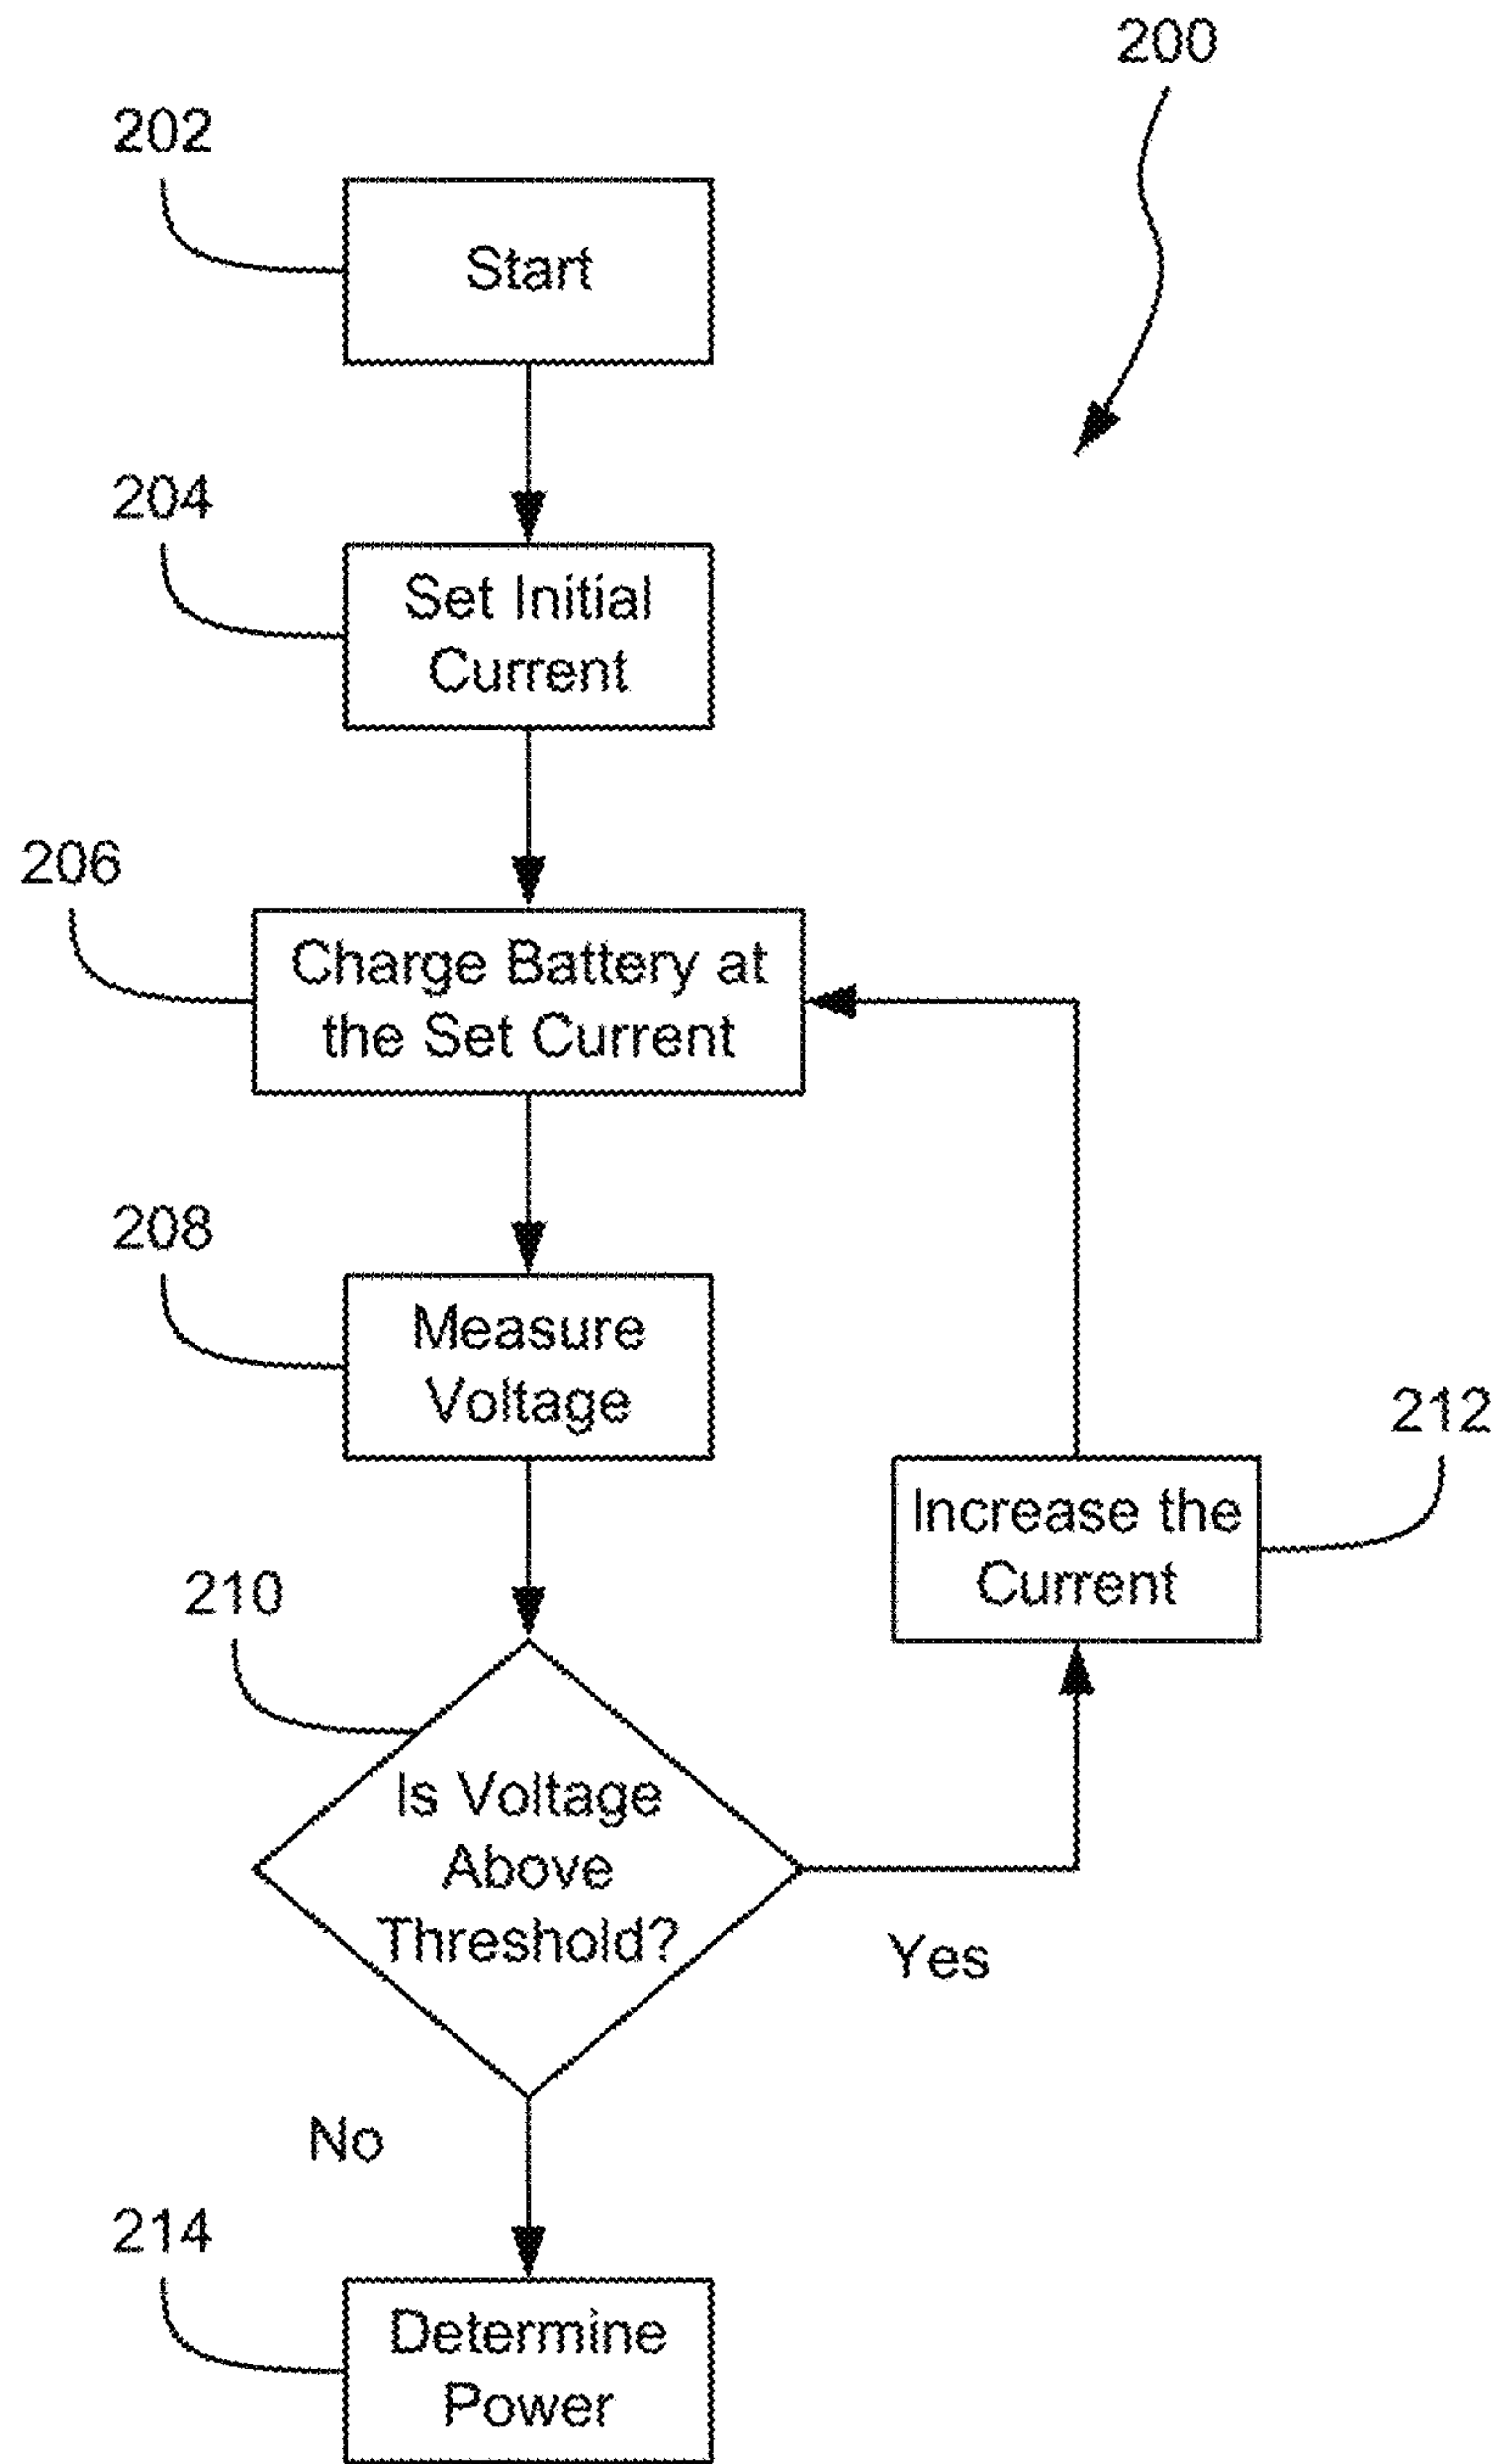 200
202
Start
204
Set Initial
Current
206
Charge Battery at
the Set Current
208
Measure
Voltage
212
Increase the
Current
210
Is Voltage
Above
Threshold?
Yes
No
214
Determine
Power